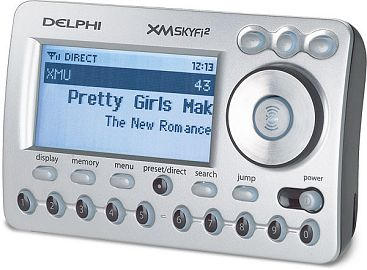 DELPHI XM SKYFi2
DIRECT 12:13
XMU 43
Pretty Girls Mak
The New Romance
display memory menu preset/direct search jump power
1 2 3 4 5 - 6 7 8 9 0